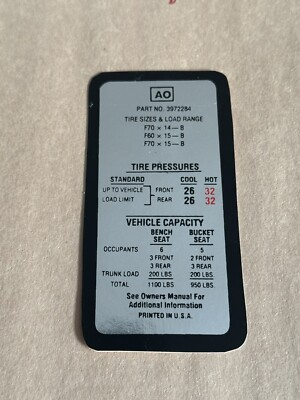 AO
PART NO. 3972284
TIRE SIZES & LOAD RANGE
F70 × 14 — B
F60 × 15 — B
F70 × 15 — B
TIRE PRESSURES
STANDARD COOL HOT
UP TO VEHICLE FRONT 26 32
LOAD LIMIT REAR 26 32
VEHICLE CAPACITY
BENCH SEAT BUCKET SEAT
OCCUPANTS 6 5
3 FRONT 2 FRONT
3 REAR 3 REAR
TRUNK LOAD 200 LBS. 200 LBS.
TOTAL 1100 LBS. 950 LBS.
See Owners Manual For
Additional Information
PRINTED IN U.S.A.